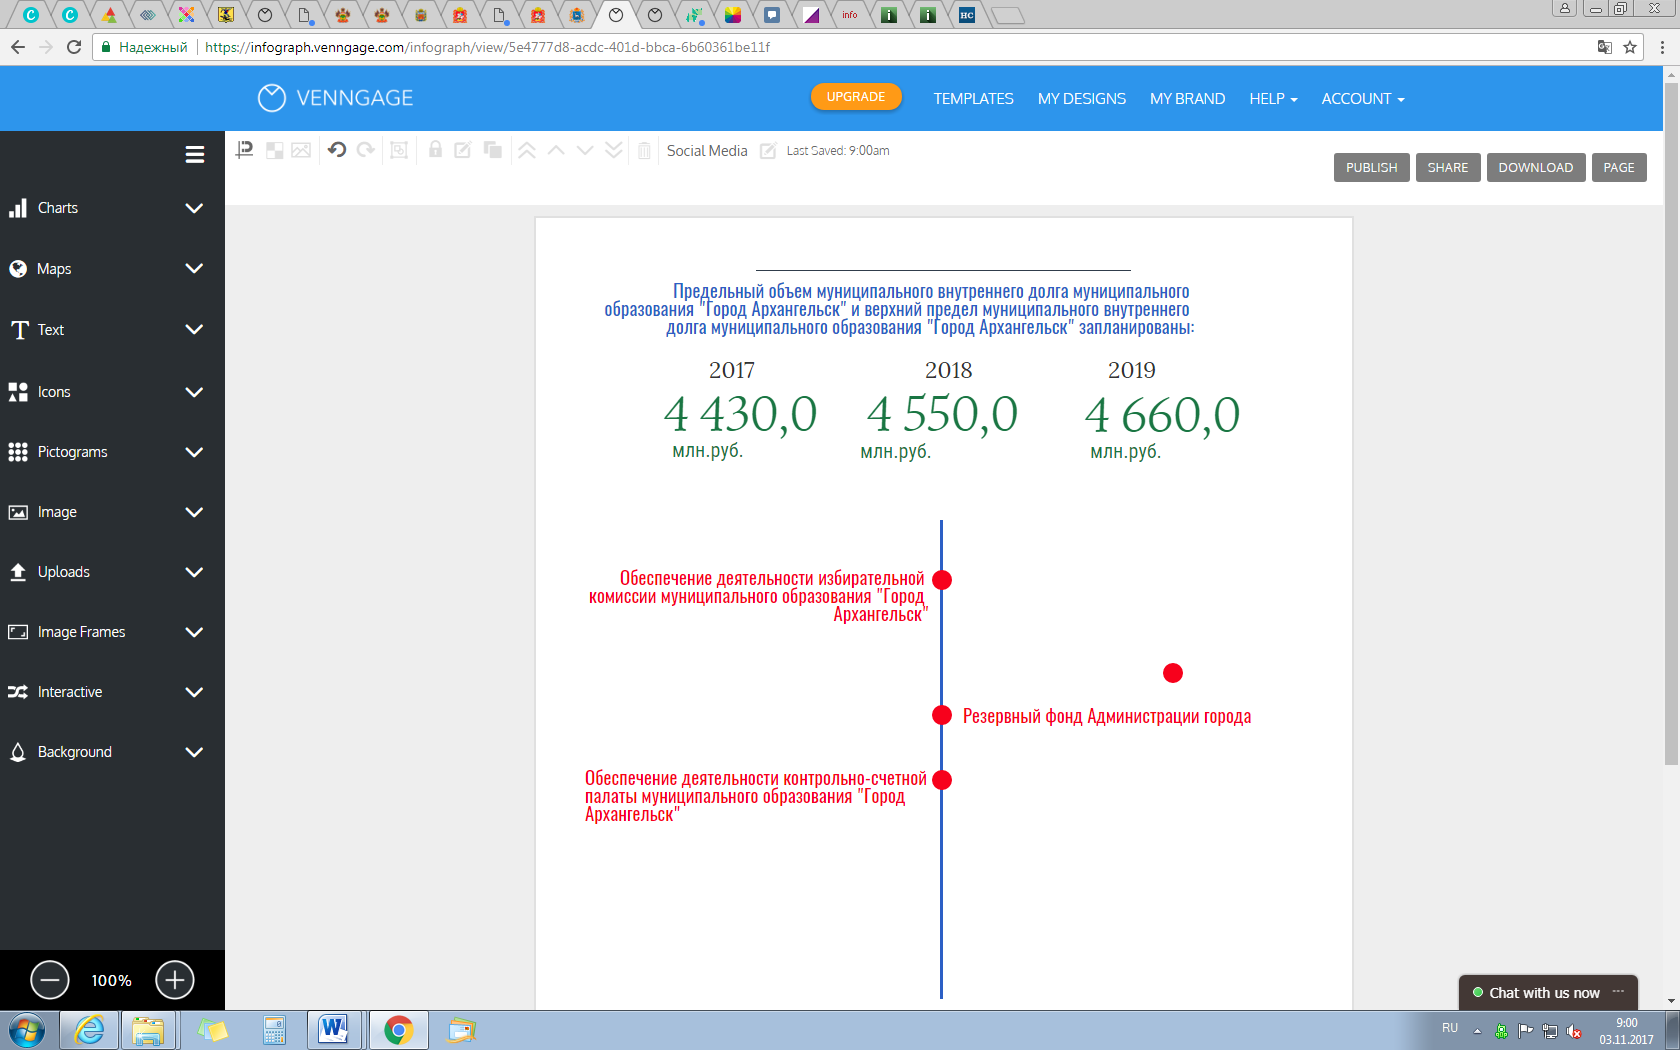 info
HC
Надежный
https://infograph.venngage.com/infograph/view/5e4777d8-acdc-401d-bbca-6b60361be11f
VENNGAGE
UPGRADE
TEMPLATES
MY DESIGNS
MY BRAND
HELP
ACCOUNT
Social Media
Last Saved: 9:00am
PUBLISH
SHARE
DOWNLOAD
PAGE
Charts
Maps
Text
Icons
Pictograms
Image
Uploads
Image Frames
Interactive
Background
100%
Предельный объем муниципального внутреннего долга муниципального
образования "Город Архангельск" и верхний предел муниципального внутреннего
долга муниципального образования "Город Архангельск" запланированы:
2017
2018
2019
4 430,0
4 550,0
4 660,0
млн.руб.
млн.руб.
млн.руб.
Обеспечение деятельности избирательной
комиссии муниципального образования "Город
Архангельск"
Резервный фонд Администрации города
Обеспечение деятельности контрольно-счетной
палаты муниципального образования "Город
Архангельск"
Chat with us now
RU
9:00
03.11.2017